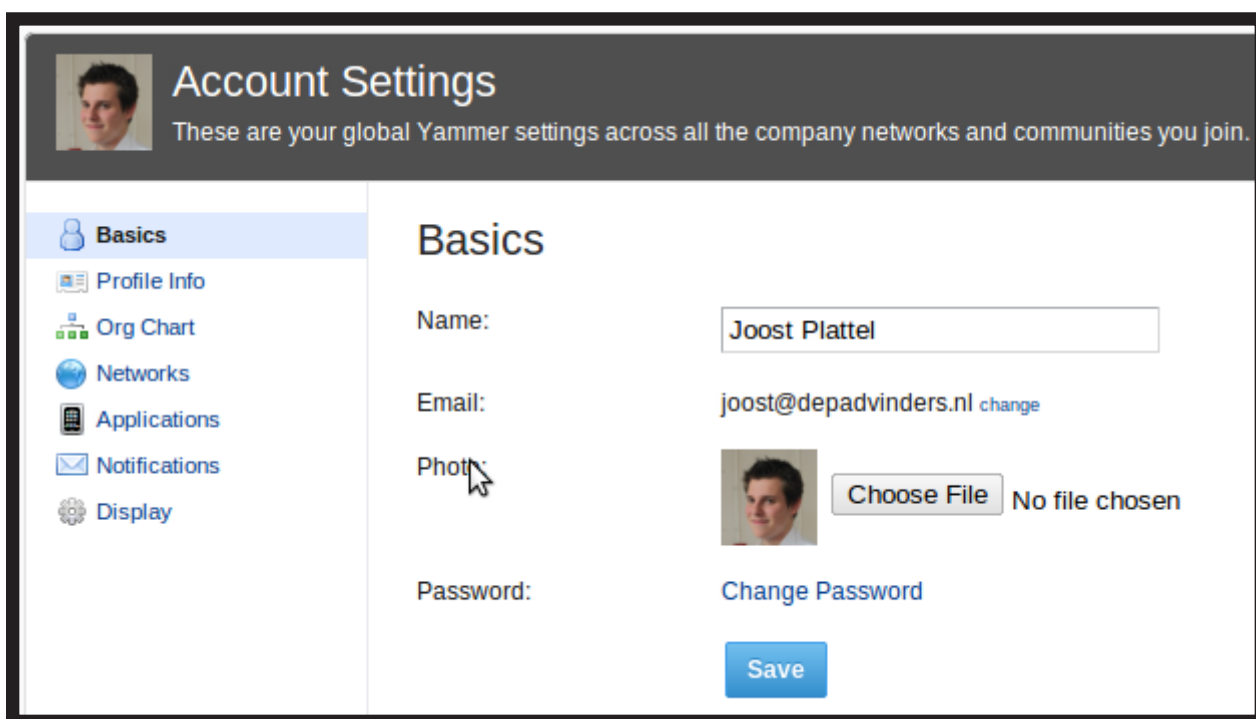 Account Settings
These are your global Yammer settings across all the company networks and communities you join.
Basics
Profile Info
Org Chart
Networks
Applications
Notifications
Display
Basics
Name:
Joost Plattel
Email:
joost@depadvinders.nl change
Photo:
Choose File No file chosen
Password:
Change Password
Save